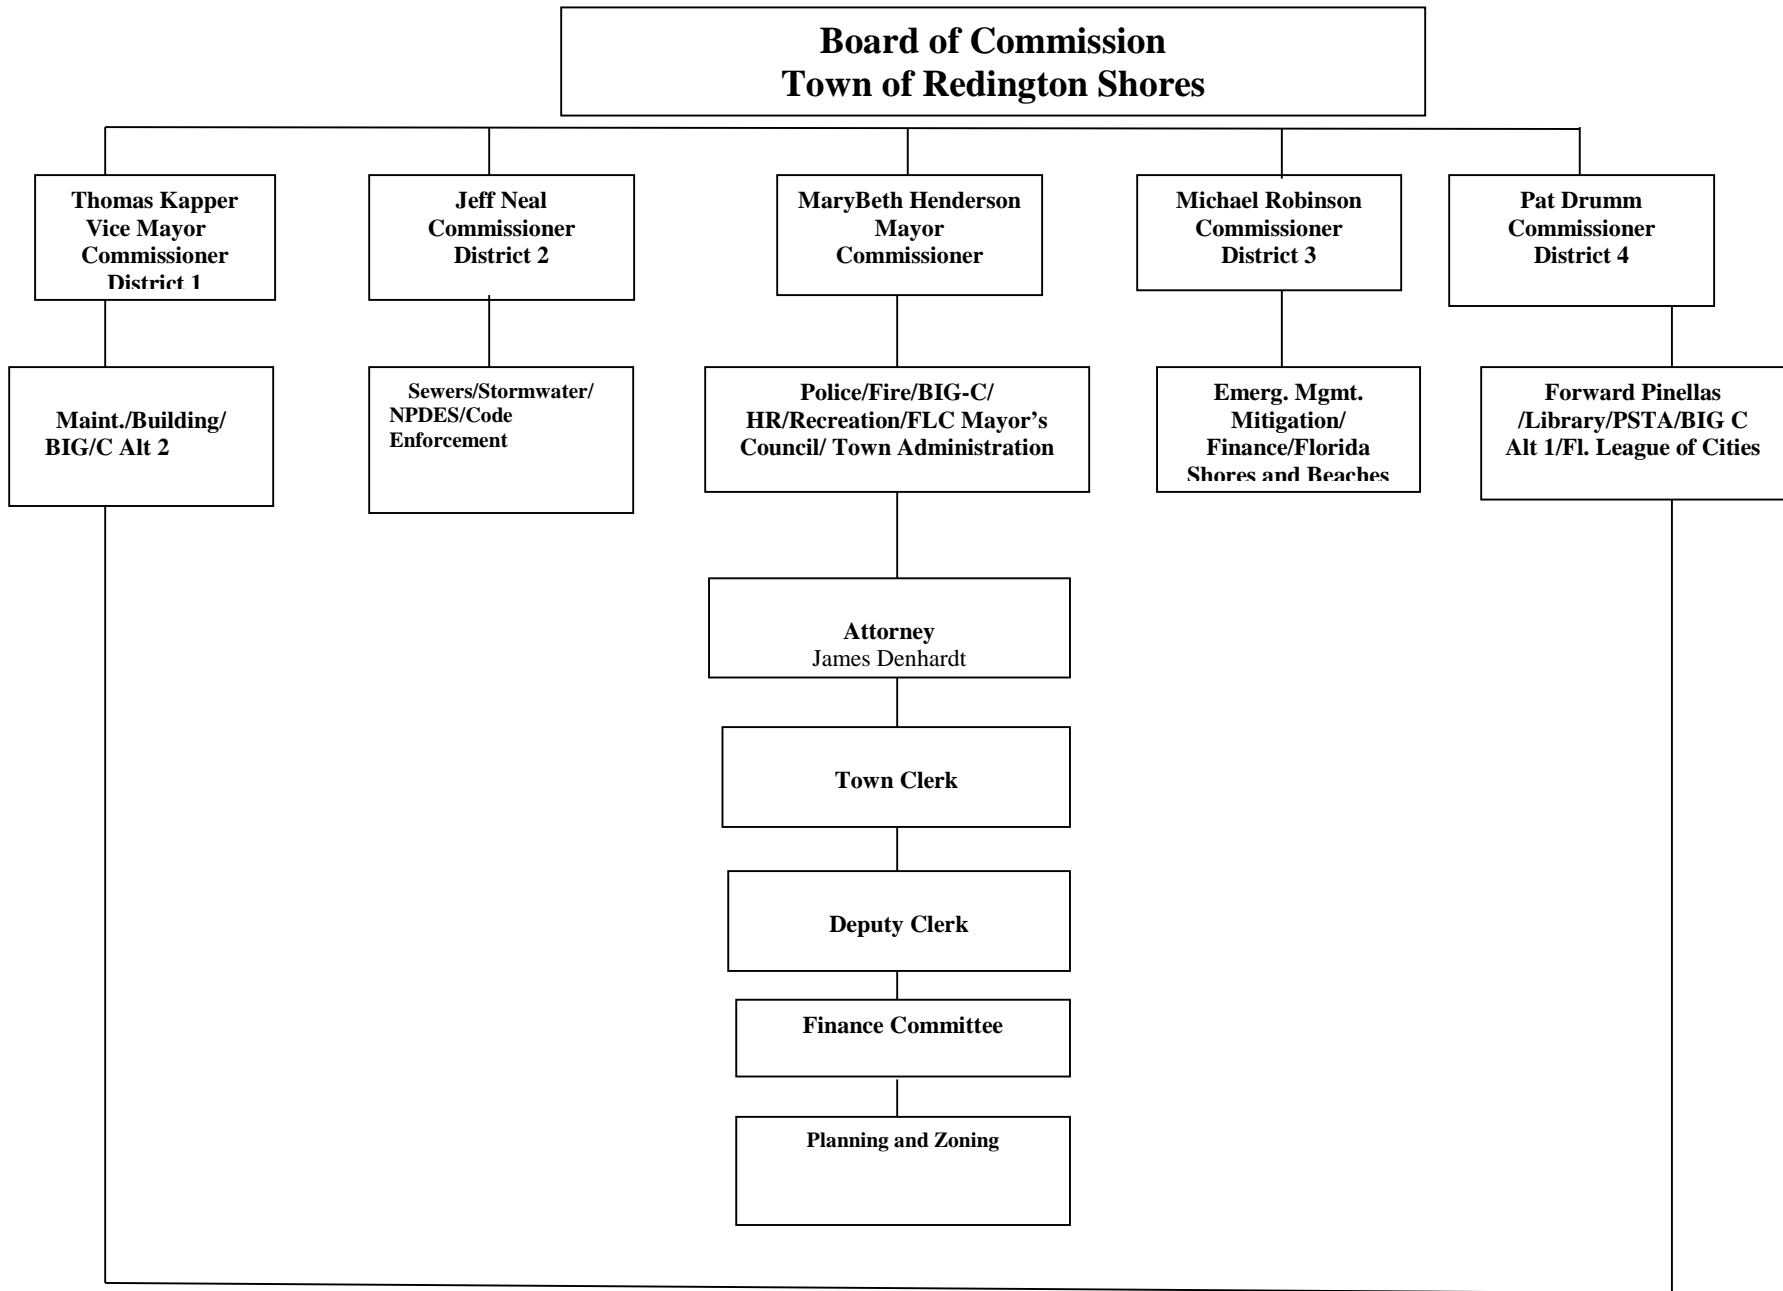 Board of Commission
Town of Redington Shores
Thomas Kapper
Vice Mayor
Commissioner
District 1
Jeff Neal
Commissioner
District 2
MaryBeth Henderson
Mayor
Commissioner
Michael Robinson
Commissioner
District 3
Pat Drumm
Commissioner
District 4
Maint./Building/
BIG/C Alt 2
Sewers/Stormwater/
NPDES/Code
Enforcement
Police/Fire/BIG-C/
HR/Recreation/FLC Mayor’s
Council/ Town Administration
Emerg. Mgmt.
Mitigation/
Finance/Florida
Shores and Beaches
Forward Pinellas
/Library/PSTA/BIG C
Alt 1/Fl. League of Cities
Attorney
James Denhardt
Town Clerk
Deputy Clerk
Finance Committee
Planning and Zoning